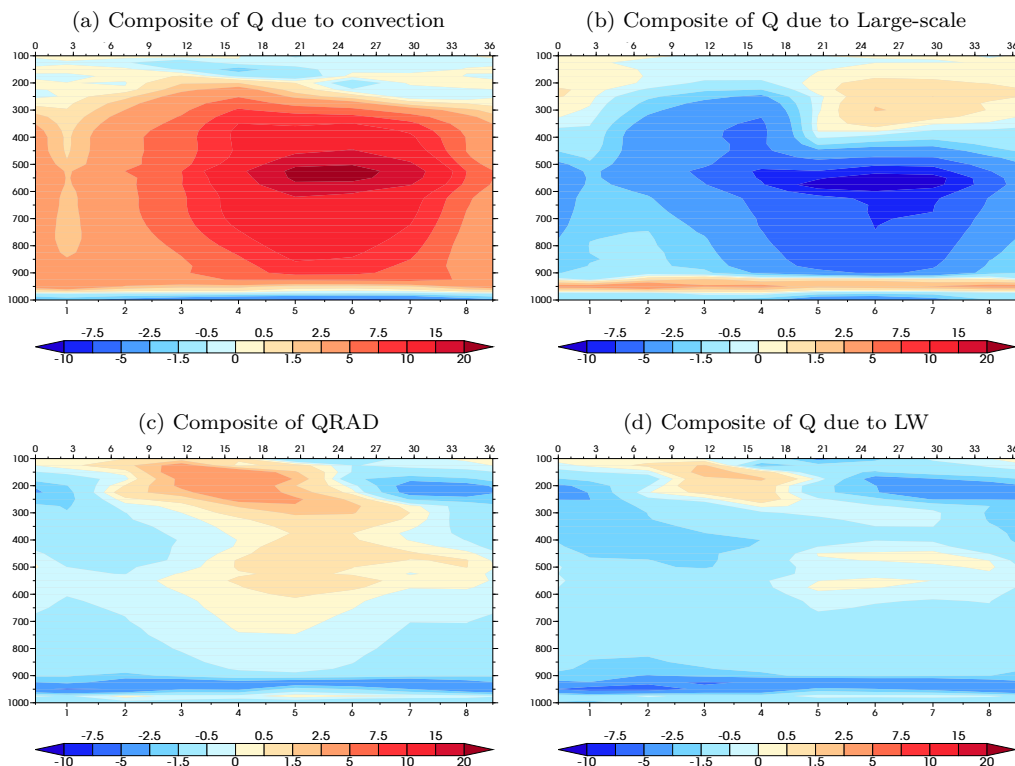 (a) Composite of Q due to convection
(b) Composite of Q due to Large-scale
0 3 6 9 12 15 18 21 24 27 30 33 36
0 3 6 9 12 15 18 21 24 27 30 33 36
100
200
300
400
500
600
700
800
900
1000
100
200
300
400
500
600
700
800
900
1000
1 2 3 4 5 6 7 8
1 2 3 4 5 6 7 8
-7.5 -2.5 -0.5 0.5 2.5 7.5 15
-10 -5 -1.5 0 1.5 5 10 20
-7.5 -2.5 -0.5 0.5 2.5 7.5 15
-10 -5 -1.5 0 1.5 5 10 20
(c) Composite of QRAD
(d) Composite of Q due to LW
0 3 6 9 12 15 18 21 24 27 30 33 36
0 3 6 9 12 15 18 21 24 27 30 33 36
100
200
300
400
500
600
700
800
900
1000
100
200
300
400
500
600
700
800
900
1000
1 2 3 4 5 6 7 8
1 2 3 4 5 6 7 8
-7.5 -2.5 -0.5 0.5 2.5 7.5 15
-10 -5 -1.5 0 1.5 5 10 20
-7.5 -2.5 -0.5 0.5 2.5 7.5 15
-10 -5 -1.5 0 1.5 5 10 20